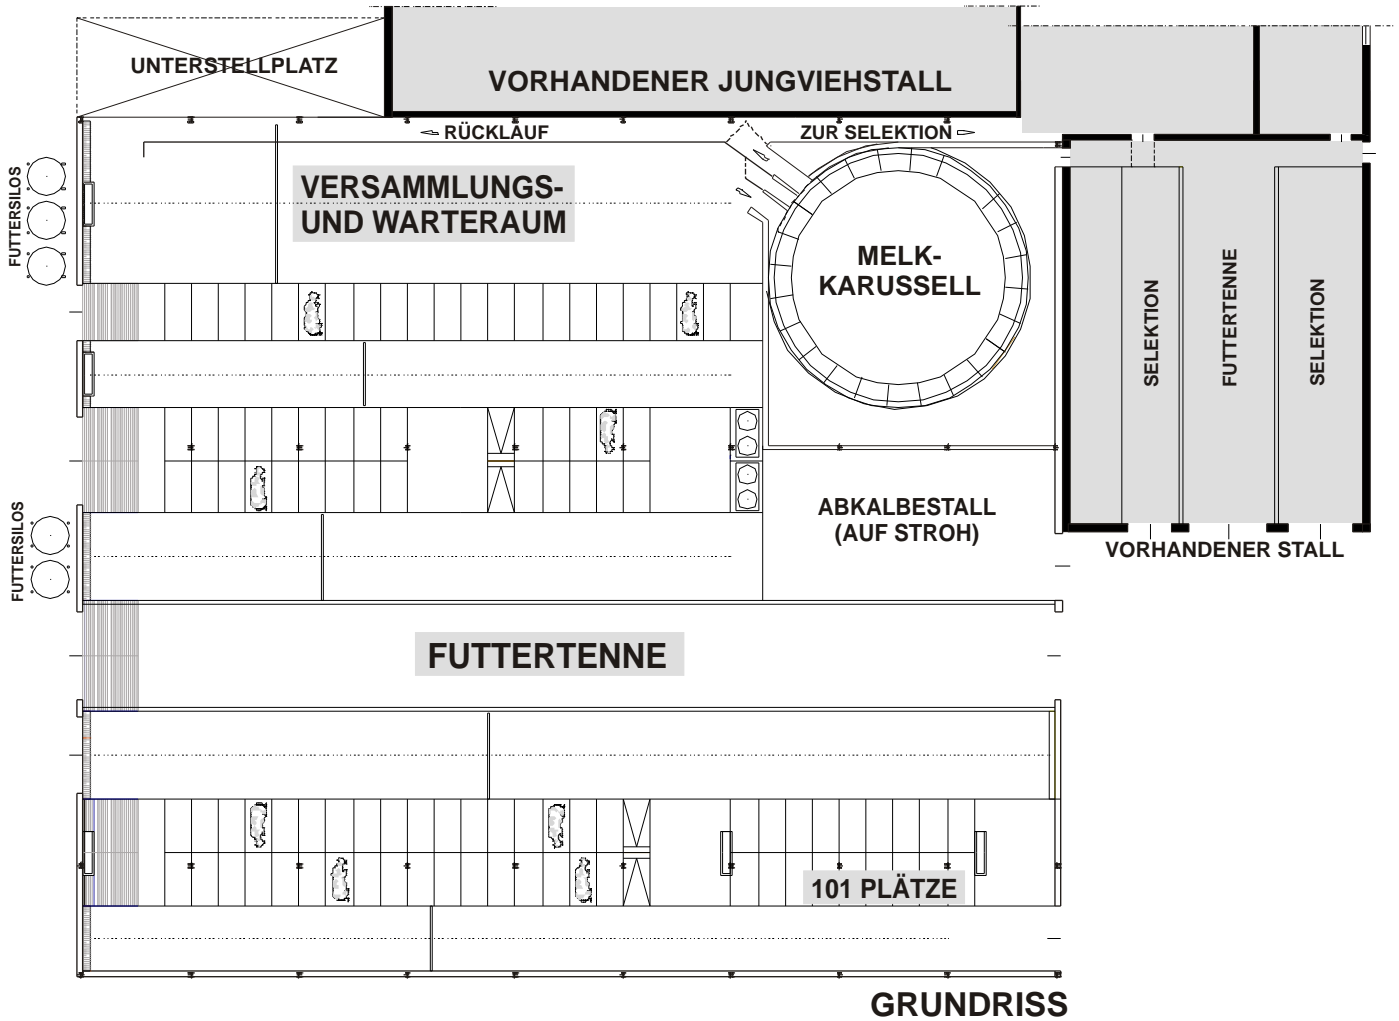 UNTERSTELLPLATZ
VORHANDENER JUNGVIEHSTALL
RÜCKLAUF
ZUR SELEKTION
FUTTERSILOS
VERSAMMLUNGS-
UND WARTERAUM
MELK-
KARUSSELL
SELEKTION
FUTTERTENNE
SELEKTION
FUTTERSILOS
ABKALBESTALL
(AUF STROH)
VORHANDENER STALL
FUTTERTENNE
101 PLÄTZE
GRUNDRISS